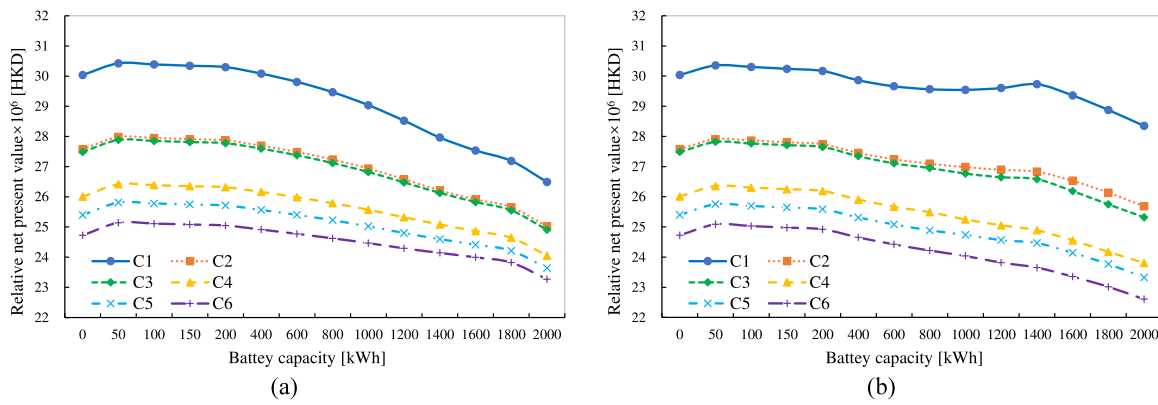 32
31
30
29
28
27
26
25
24
23
22
Relative net present value×10⁶ [HKD]
C1 C2
C3 C4
C5 C6
0 50 100 150 200 400 600 800 1000 1200 1400 1600 1800 2000
Battey capacity [kWh]
(a)
32
31
30
29
28
27
26
25
24
23
22
Relative net present value×10⁶ [HKD]
C1 C2
C3 C4
C5 C6
0 50 100 150 200 400 600 800 1000 1200 1400 1600 1800 2000
Battey capacity [kWh]
(b)